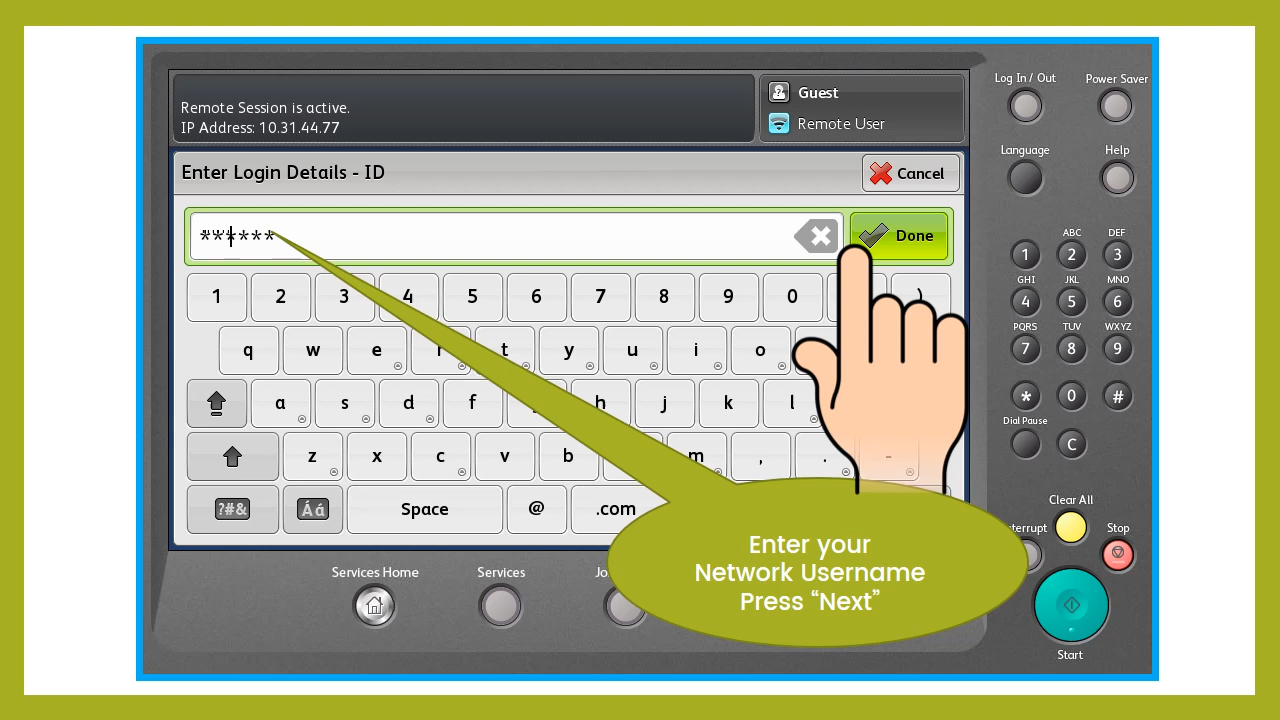 Remote Session is active.
IP Address: 10.31.44.77
Guest
Remote User
Enter Login Details - ID
Cancel
******
Done
1 2 3 4 5 6 7 8 9 0 )
q w e r t y u i o
a s d f h j k l
z x c v b m , . -
?#& Áá Space @ .com
Enter your
Network Username
Press “Next”
Services Home
Services
Log In / Out
Power Saver
Language
Help
ABC DEF
1 2 3
GHI JKL MNO
4 5 6
PQRS TUV WXYZ
7 8 9
* 0 #
Dial Pause
C
Clear All
Stop
Start